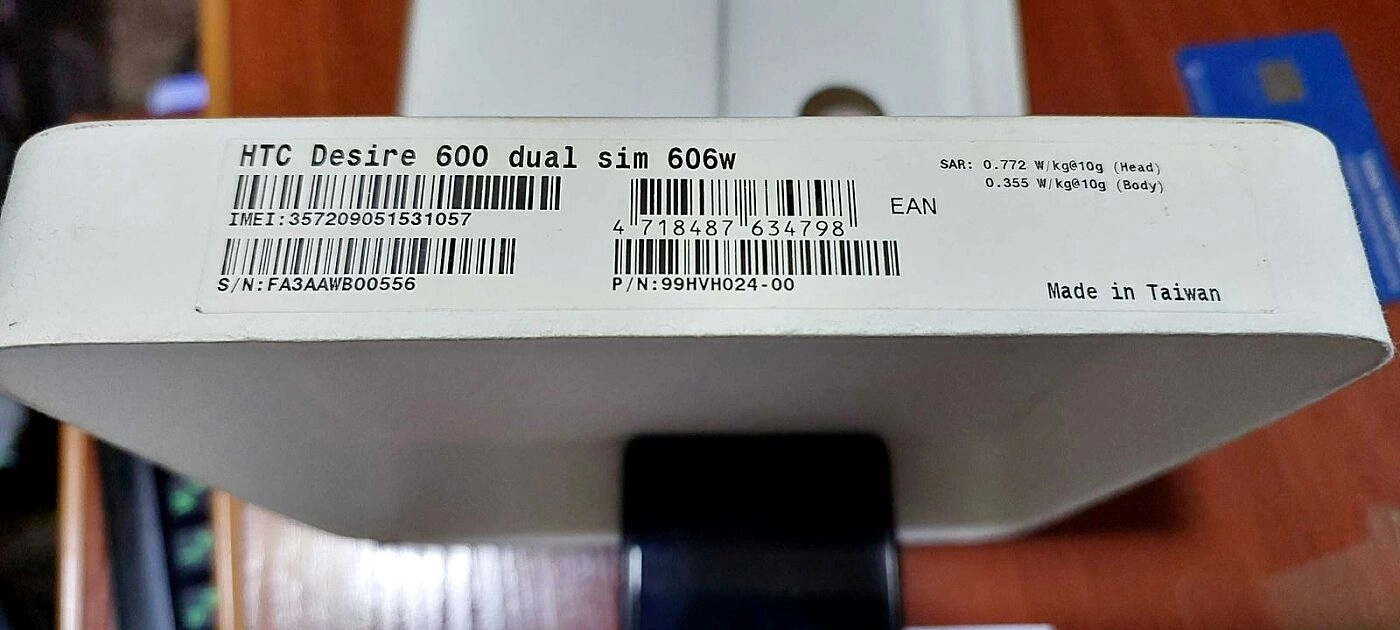 HTC Desire 600 dual sim 606w
IMEI:357209051531057
S/N:FA3AAWB00556
4 718487 634798
EAN
P/N:99HVH024-00
SAR: 0.772 W/kg@10g (Head)
0.355 W/kg@10g (Body)
Made in Taiwan